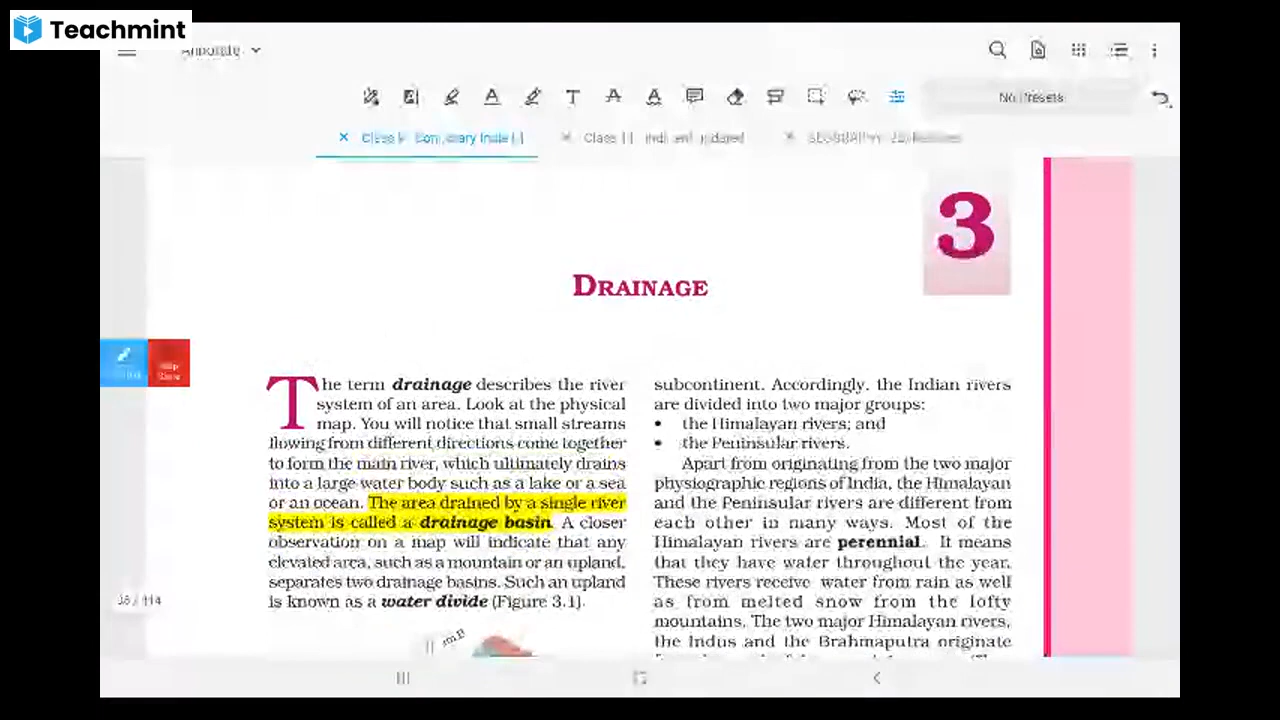 Teachmint
Annotate
No Presets
3
DRAINAGE
The term drainage describes the river
system of an area. Look at the physical
map. You will notice that small streams
flowing from different directions come together
to form the main river, which ultimately drains
into a large water body such as a lake or a sea
or an ocean. The area drained by a single river
system is called a drainage basin. A closer
observation on a map will indicate that any
elevated area, such as a mountain or an upland,
separates two drainage basins. Such an upland
is known as a water divide (Figure 3.1).
subcontinent. Accordingly, the Indian rivers
are divided into two major groups:
• the Himalayan rivers; and
• the Peninsular rivers.
Apart from originating from the two major
physiographic regions of India, the Himalayan
and the Peninsular rivers are different from
each other in many ways. Most of the
Himalayan rivers are perennial. It means
that they have water throughout the year.
These rivers receive water from rain as well
as from melted snow from the lofty
mountains. The two major Himalayan rivers,
the Indus and the Brahmaputra originate